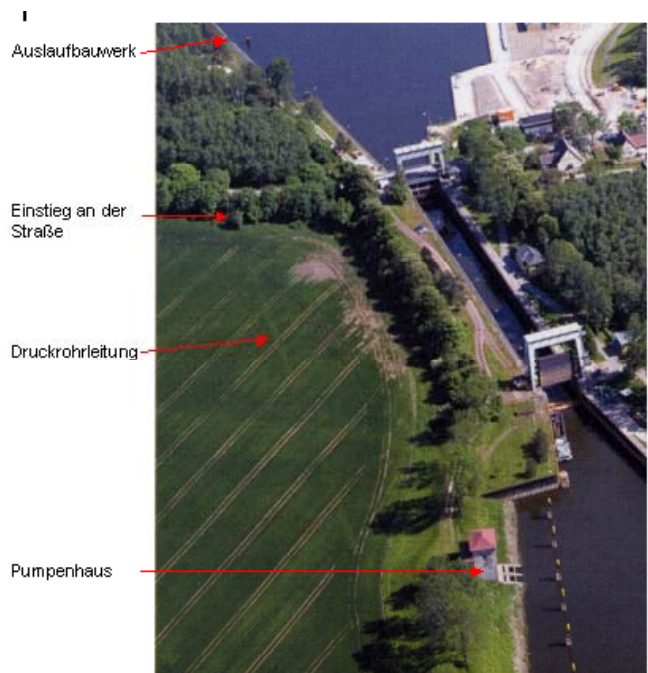 Auslaufbauwerk
Einstieg an der
Straße
Druckrohrleitung
Pumpenhaus